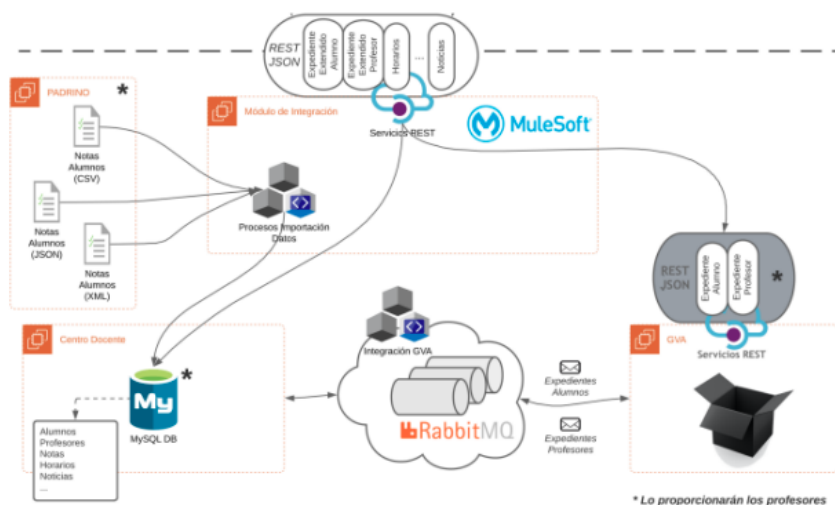 REST
JSON
Expediente
Extendido
Alumno
Expediente
Extendido
Profesor
Horarios
...
Noticias
Servicios REST
PADRINO
*
Notas
Alumnos
(CSV)
Notas
Alumnos
(JSON)
Notas
Alumnos
(XML)
Módulo de Integración
MuleSoft
Procesos Importación
Datos
REST
JSON
Expediente
Alumno
Expediente
Profesor
*
Servicios REST
Centro Docente
My
*
MySQL DB
Alumnos
Profesores
Notas
Horarios
Noticias
...
Integración GVA
RabbitMQ
Expedientes
Alumnos
Expedientes
Profesores
GVA
* Lo proporcionarán los profesores